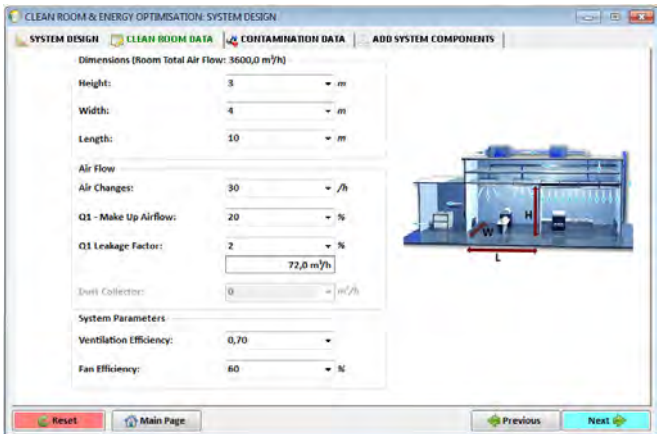 CLEAN ROOM & ENERGY OPTIMISATION: SYSTEM DESIGN
SYSTEM DESIGN CLEAN ROOM DATA CONTAMINATION DATA ADD SYSTEM COMPONENTS
Dimensions (Room Total Air Flow: 3600,0 m³/h)
Height: 3 m
Width: 4 m
Length: 10 m
Air Flow
Air Changes: 30 /h
Q1 - Make Up Airflow: 20 %
Q1 Leakage Factor: 2 %
72,0 m³/h
Dust Collector: 0 m³/h
System Parameters
Ventilation Efficiency: 0,70
Fan Efficiency: 60 %
H
W
L
Reset Main Page Previous Next